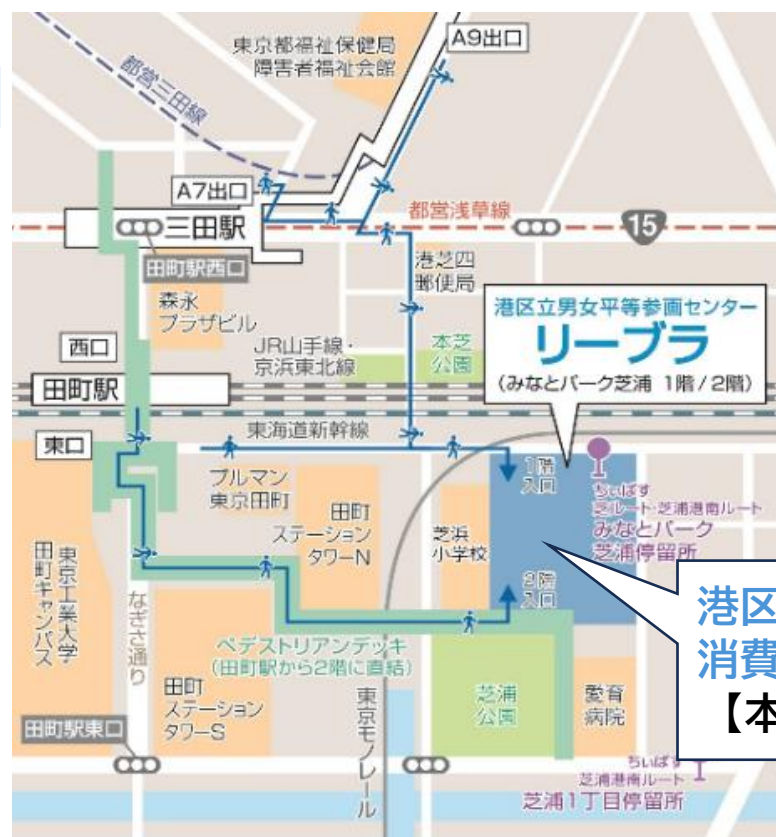 東京都福祉保健局
障害者福祉会館
A9出口
都営三田線
A7出口
三田駅
都営浅草線
15
田町駅西口
港芝四
郵便局
森永
プラザビル
港区立男女平等参画センター
リーブラ
(みなとパーク芝浦 1階/2階)
西口
JR山手線・
京浜東北線
本芝
公園
田町駅
東口
東海道新幹線
1階
入口
プルマン
東京田町
田町
ステーション
タワーN
芝浜
小学校
ちぃばす
芝ルート・芝浦港南ルート
みなとパーク
芝浦停留所
東京工業大学・
田町キャンパス
なぎさ通り
2階
入口
港区
消費
【本
ペデストリアンデッキ
(田町駅から2階に直結)
田町
ステーション
タワーS
東京モノレール
芝浦
公園
愛育
病院
田町駅東口
ちぃばす
芝浦港南ルート
芝浦1丁目停留所